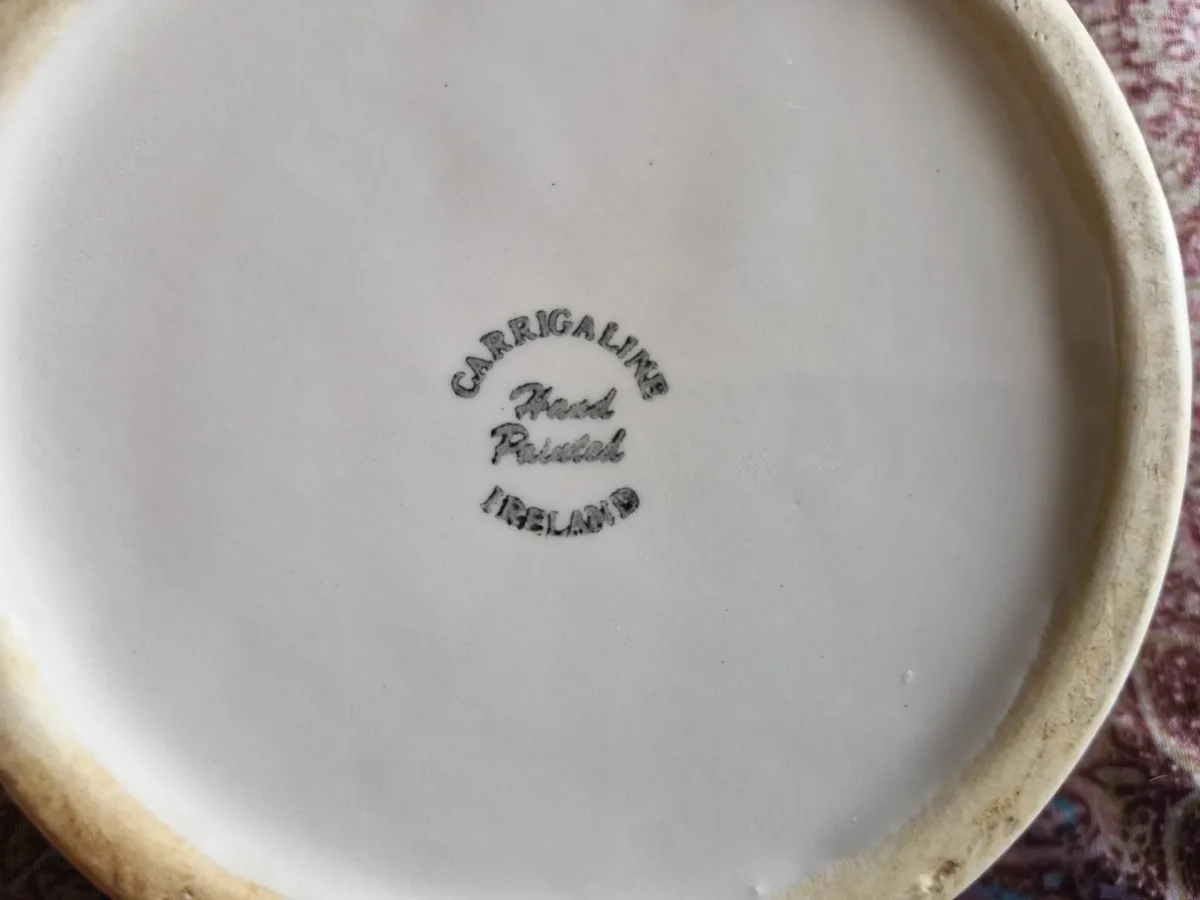 CARRIGALINE
Hand
Painted
IRELAND